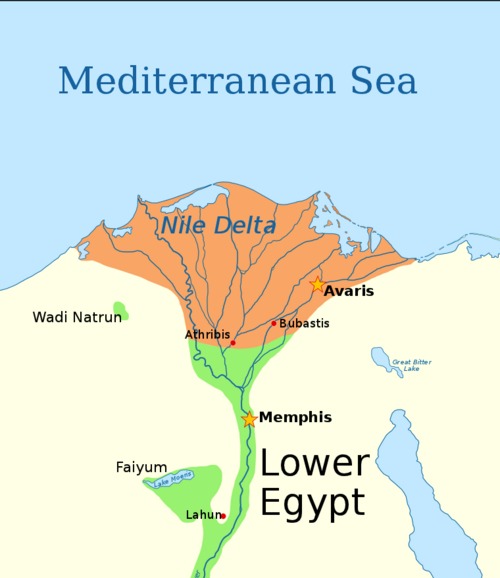 Mediterranean Sea
Nile Delta
Avaris
Wadi Natrun
Bubastis
Athribis
Great Bitter
Lake
Memphis
Lower
Egypt
Faiyum
Lake Moeris
Lahun